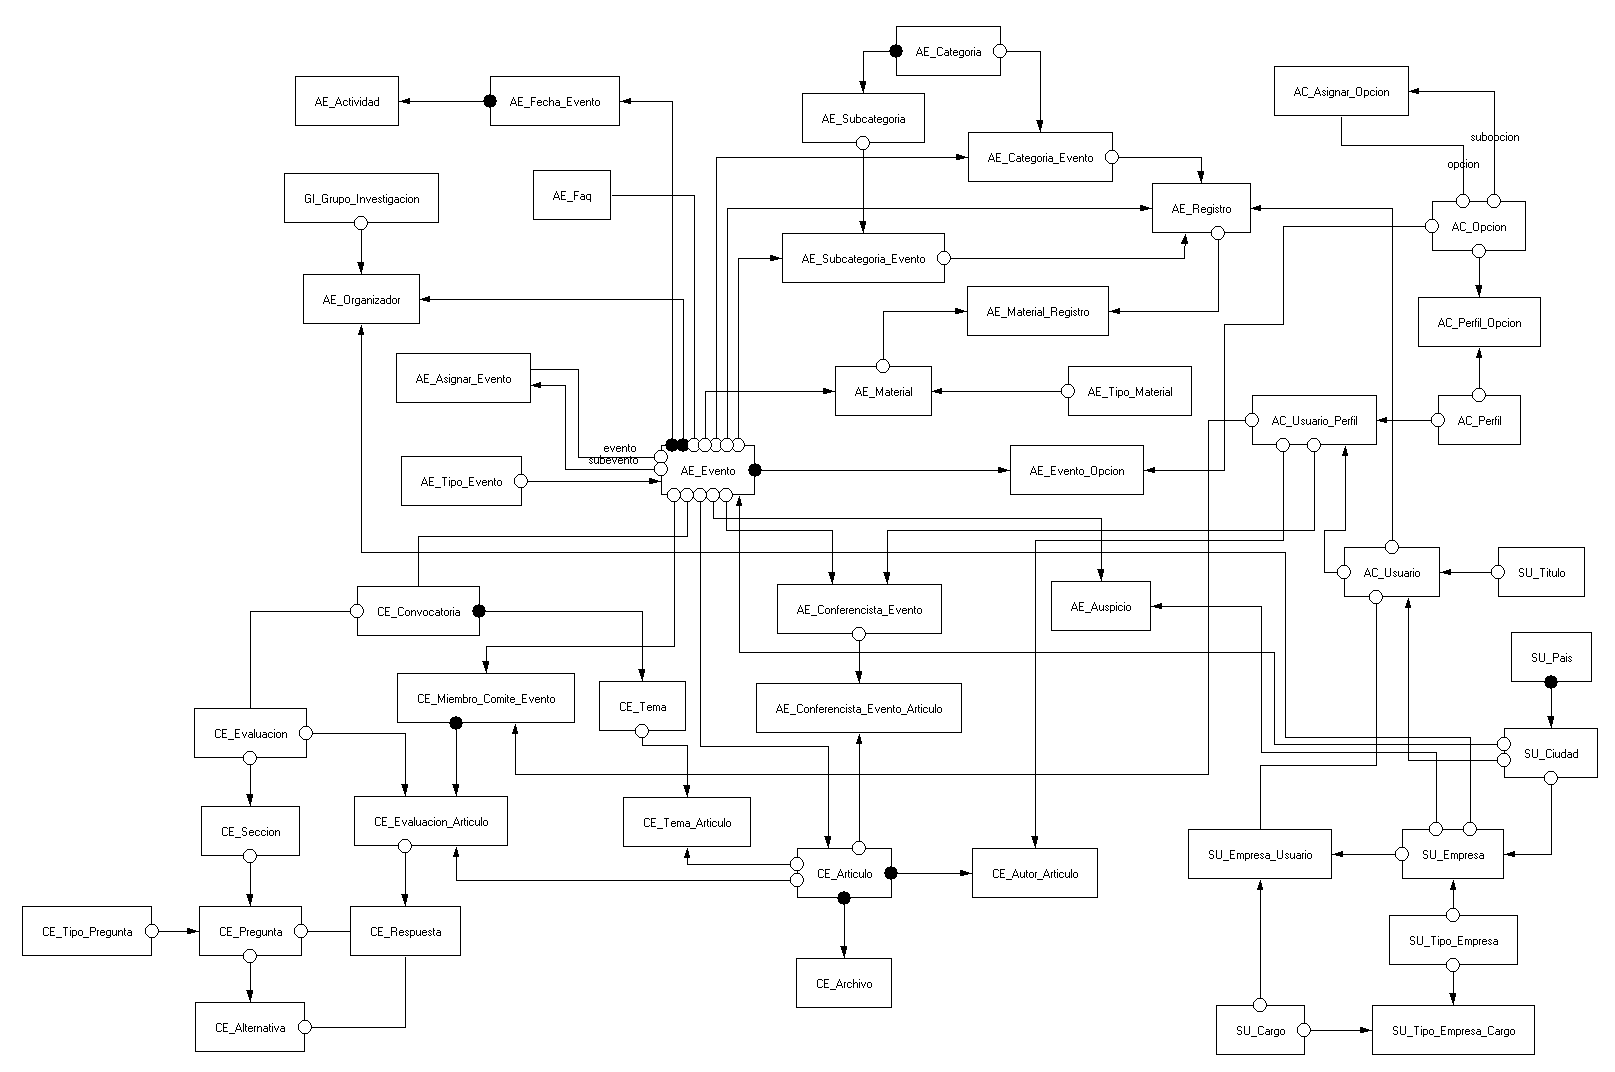 AE_Categoria
AE_Actividad
AE_Fecha_Evento
AC_Asignar_Opcion
AE_Subcategoria
subopcion
AE_Categoria_Evento
opcion
GI_Grupo_Investigacion
AE_Faq
AE_Registro
AC_Opcion
AE_Subcategoria_Evento
AE_Organizador
AE_Material_Registro
AC_Perfil_Opcion
AE_Asignar_Evento
AE_Material
AE_Tipo_Material
AC_Usuario_Perfil
AC_Perfil
evento
subevento
AE_Evento
AE_Evento_Opcion
AE_Tipo_Evento
AC_Usuario
SU_Titulo
CE_Convocatoria
AE_Conferencista_Evento
AE_Auspicio
SU_Pais
CE_Miembro_Comite_Evento
CE_Tema
AE_Conferencista_Evento_Articulo
CE_Evaluacion
SU_Ciudad
CE_Seccion
CE_Evaluacion_Articulo
CE_Tema_Articulo
SU_Empresa_Usuario
SU_Empresa
CE_Articulo
CE_Autor_Articulo
CE_Tipo_Pregunta
CE_Pregunta
CE_Respuesta
SU_Tipo_Empresa
CE_Archivo
CE_Alternativa
SU_Cargo
SU_Tipo_Empresa_Cargo